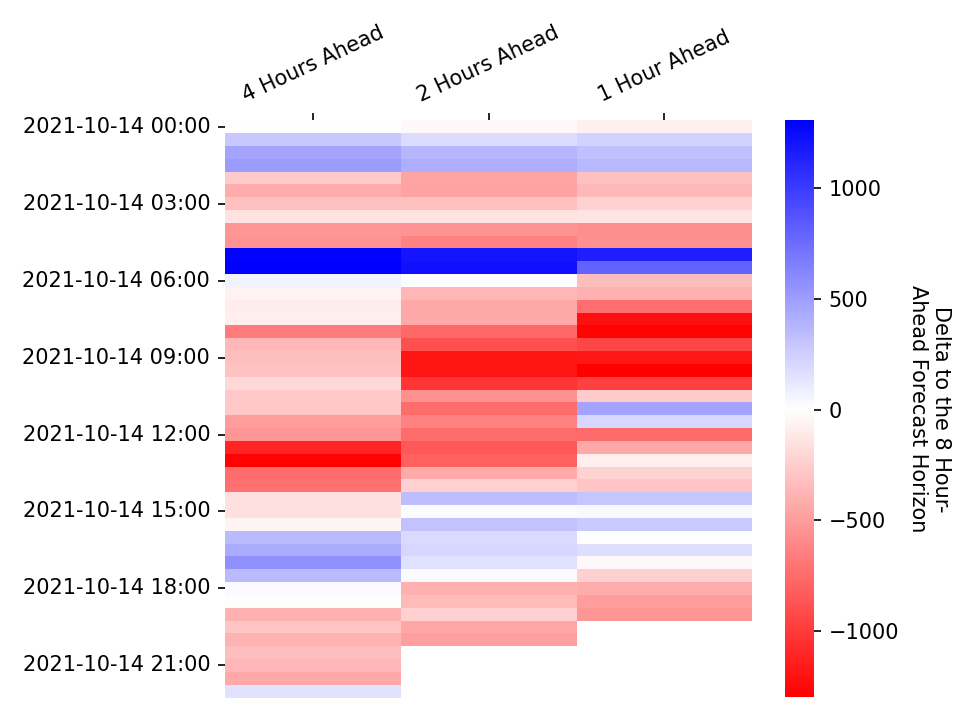 4 Hours Ahead
2 Hours Ahead
1 Hour Ahead
2021-10-14 00:00
2021-10-14 03:00
2021-10-14 06:00
2021-10-14 09:00
2021-10-14 12:00
2021-10-14 15:00
2021-10-14 18:00
2021-10-14 21:00
1000
500
0
−500
−1000
Delta to the 8 Hour-
Ahead Forecast Horizon